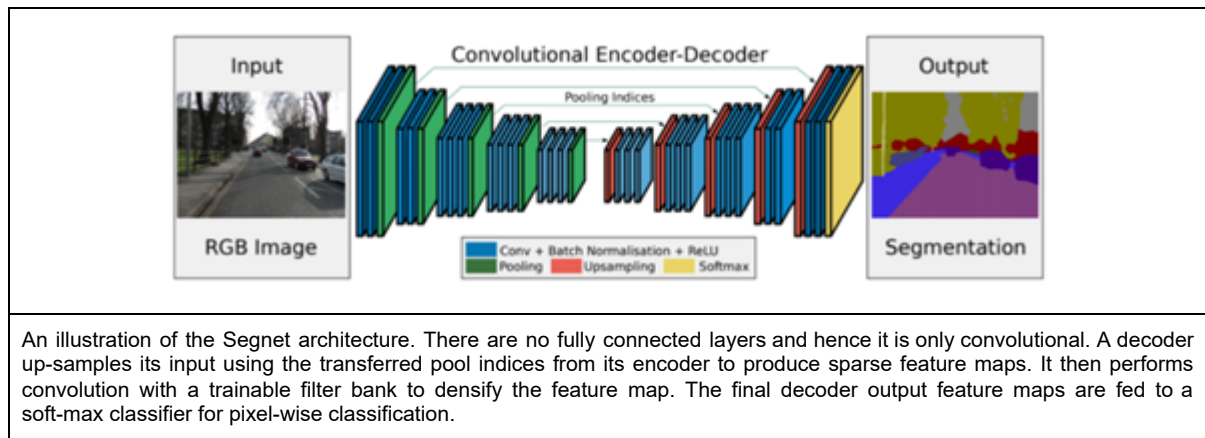 Convolutional Encoder-Decoder
Input
Output
Pooling Indices
RGB Image
Segmentation
Conv + Batch Normalisation + ReLU
Pooling Upsampling Softmax
An illustration of the Segnet architecture. There are no fully connected layers and hence it is only convolutional. A decoder
up-samples its input using the transferred pool indices from its encoder to produce sparse feature maps. It then performs
convolution with a trainable filter bank to densify the feature map. The final decoder output feature maps are fed to a
soft-max classifier for pixel-wise classification.